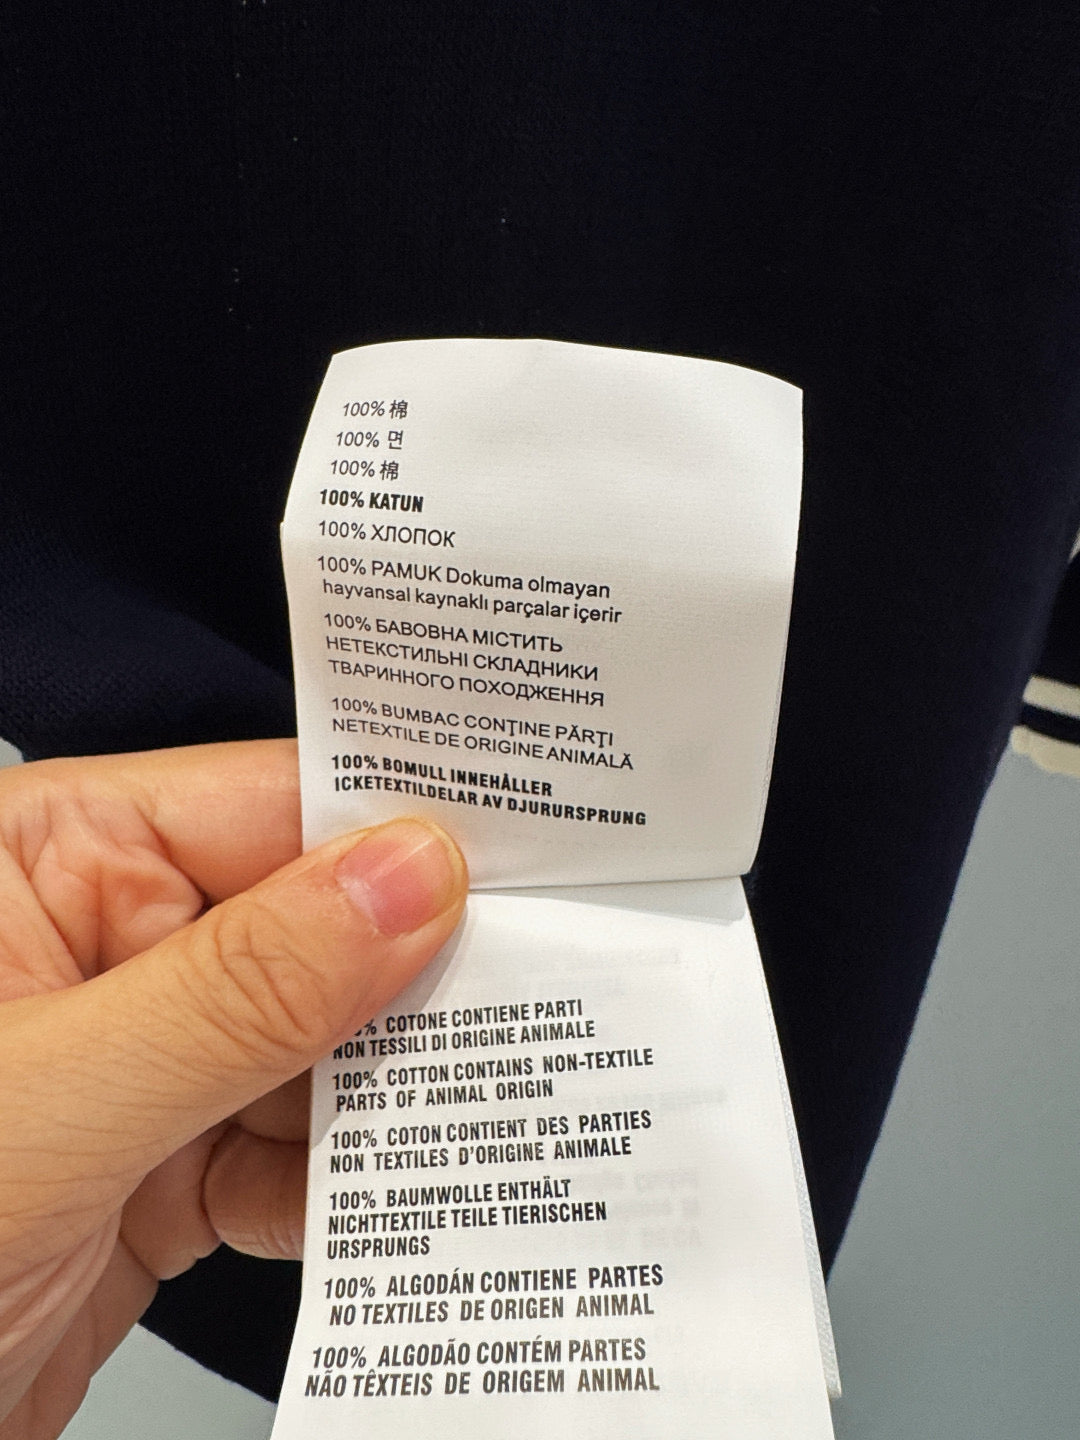 100% 棉
100% 면
100% 棉
100% KATUN
100% ХЛОПОК
100% PAMUK Dokuma olmayan
hayvansal kaynaklı parçalar içerir
100% БАВОВНА МІСТИТЬ
НЕТЕКСТИЛЬНІ СКЛАДНИКИ
ТВАРИННОГО ПОХОДЖЕННЯ
100% BUMBAC CONŢINE PĂRŢI
NETEXTILE DE ORIGINE ANIMALĂ
100% BOMULL INNEHÅLLER
ICKETEXTILDELAR AV DJURURSPRUNG
% COTONE CONTIENE PARTI
NON TESSILI DI ORIGINE ANIMALE
100% COTTON CONTAINS NON-TEXTILE
PARTS OF ANIMAL ORIGIN
100% COTON CONTIENT DES PARTIES
NON TEXTILES D'ORIGINE ANIMALE
100% BAUMWOLLE ENTHÄLT
NICHTTEXTILE TEILE TIERISCHEN
URSPRUNGS
100% ALGODÁN CONTIENE PARTES
NO TEXTILES DE ORIGEN ANIMAL
100% ALGODÃO CONTÉM PARTES
NÃO TÊXTEIS DE ORIGEM ANIMAL